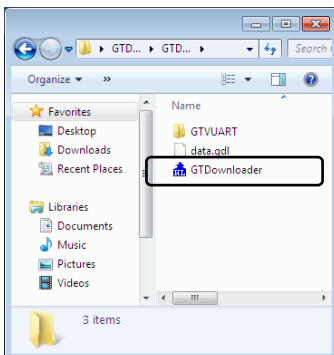 GTD... GTD... Search
Organize »
Favorites
Desktop
Downloads
Recent Places
Libraries
Documents
Music
Pictures
Videos
Name
GTVUART
data.gdl
GTDownloader
3 items